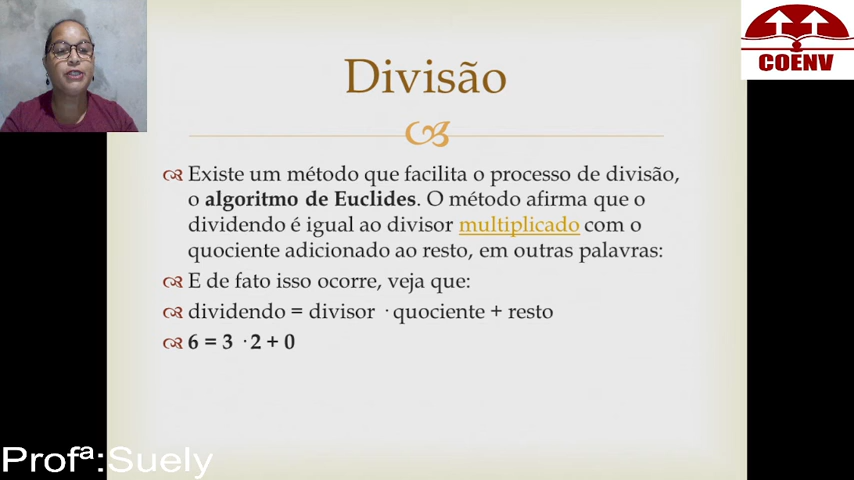 COENV
Divisão
Existe um método que facilita o processo de divisão,
o algoritmo de Euclides. O método afirma que o
dividendo é igual ao divisor multiplicado com o
quociente adicionado ao resto, em outras palavras:
E de fato isso ocorre, veja que:
dividendo = divisor · quociente + resto
6 = 3 · 2 + 0
Profª:Suely